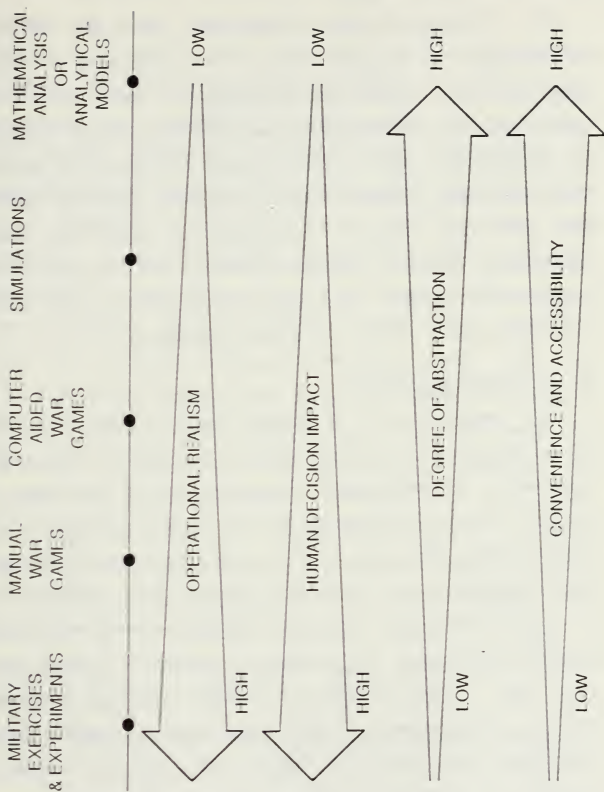 MILITARY
EXERCISES
& EXPERIMENTS
MANUAL
WAR
GAMES
COMPUTER
AIDED
WAR
GAMES
SIMULATIONS
MATHEMATICAL
ANALYSIS
OR
ANALYTICAL
MODELS
HIGH
OPERATIONAL REALISM
LOW
HIGH
HUMAN DECISION IMPACT
LOW
LOW
DEGREE OF ABSTRACTION
HIGH
LOW
CONVENIENCE AND ACCESSIBILITY
HIGH